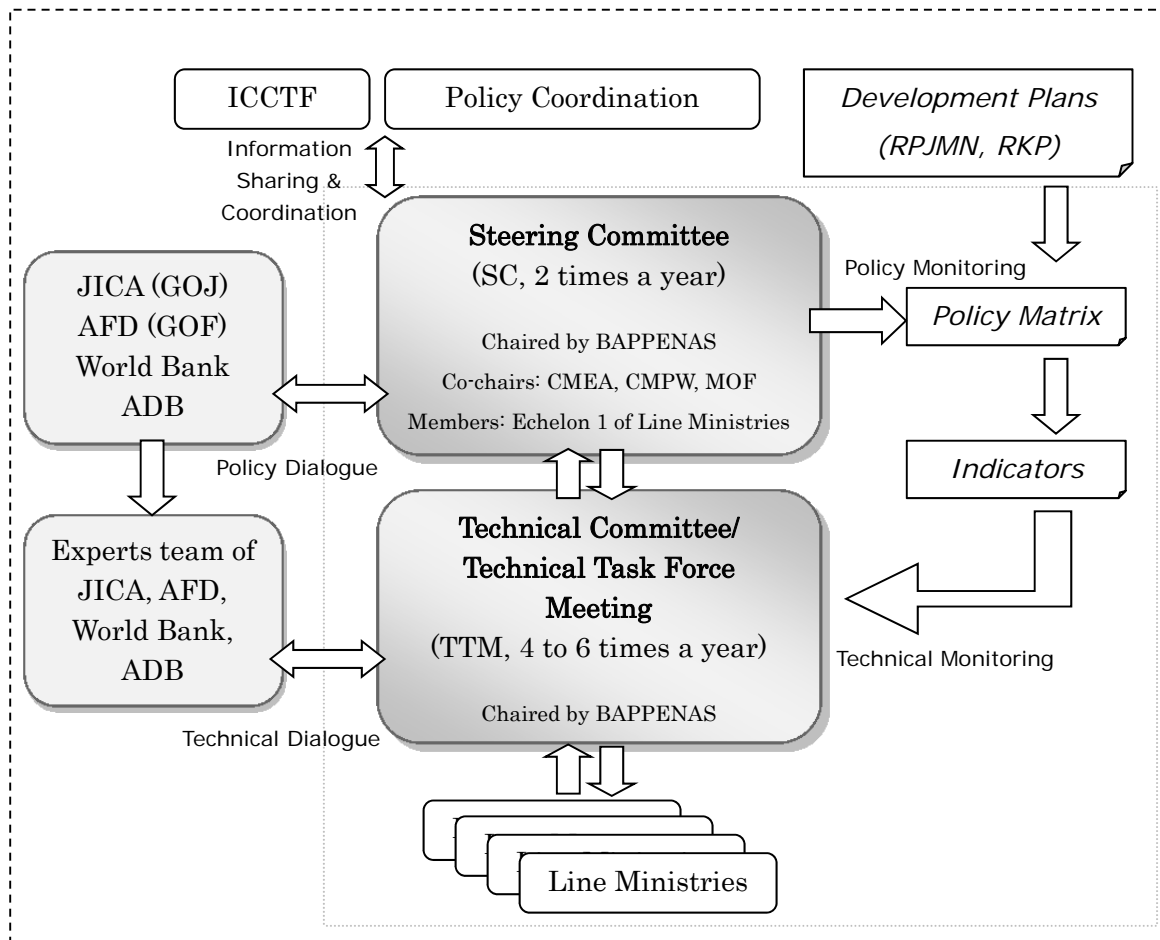 ICCTF
Policy Coordination
Development Plans
(RPJMN, RKP)
Information
Sharing &
Coordination
Steering Committee
(SC, 2 times a year)
Chaired by BAPPENAS
Co-chairs: CMEA, CMPW, MOF
Members: Echelon 1 of Line Ministries
Policy Monitoring
Policy Matrix
JICA (GOJ)
AFD (GOF)
World Bank
ADB
Policy Dialogue
Indicators
Experts team of
JICA, AFD,
World Bank,
ADB
Technical Committee/
Technical Task Force
Meeting
(TTM, 4 to 6 times a year)
Chaired by BAPPENAS
Technical Monitoring
Technical Dialogue
Line Ministries